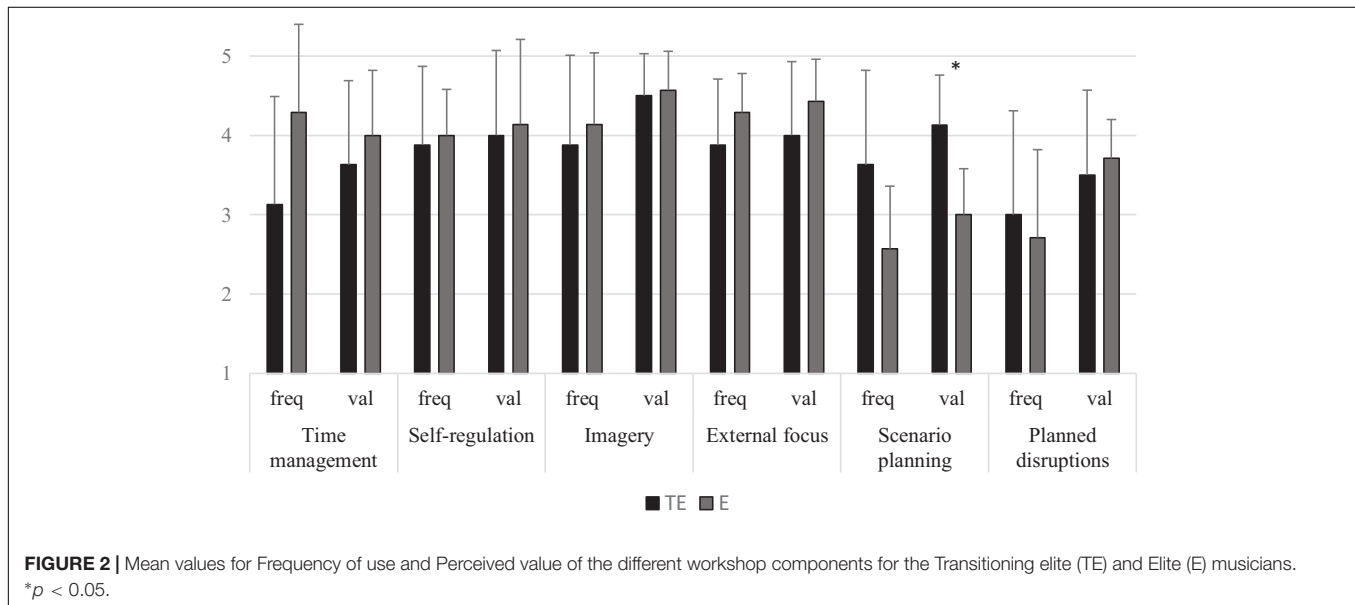 5
*
4
3
2
1
freq val freq val freq val freq val freq val freq val
Time Self-regulation Imagery External focus Scenario Planned
management planning disruptions
TE E
FIGURE 2 | Mean values for Frequency of use and Perceived value of the different workshop components for the Transitioning elite (TE) and Elite (E) musicians.
*p < 0.05.